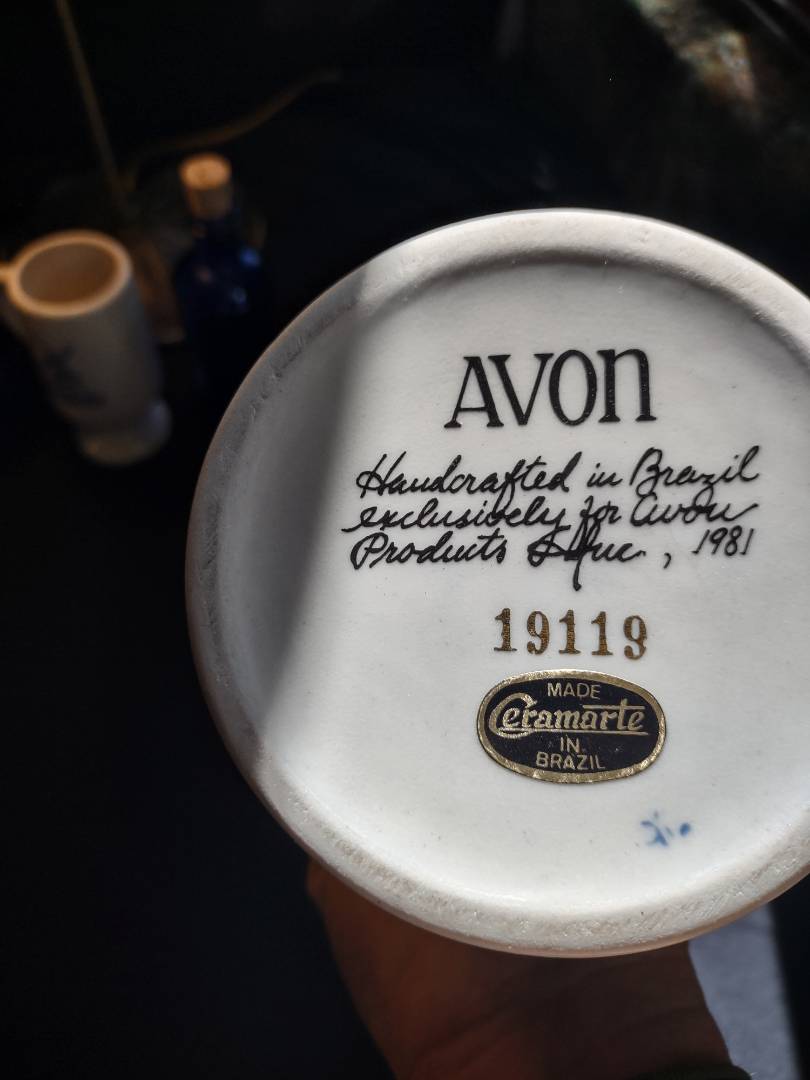 AVON
Handcrafted in Brazil
exclusively for Avon
Products Inc., 1981
19119
MADE
Ceramarte
IN
BRAZIL